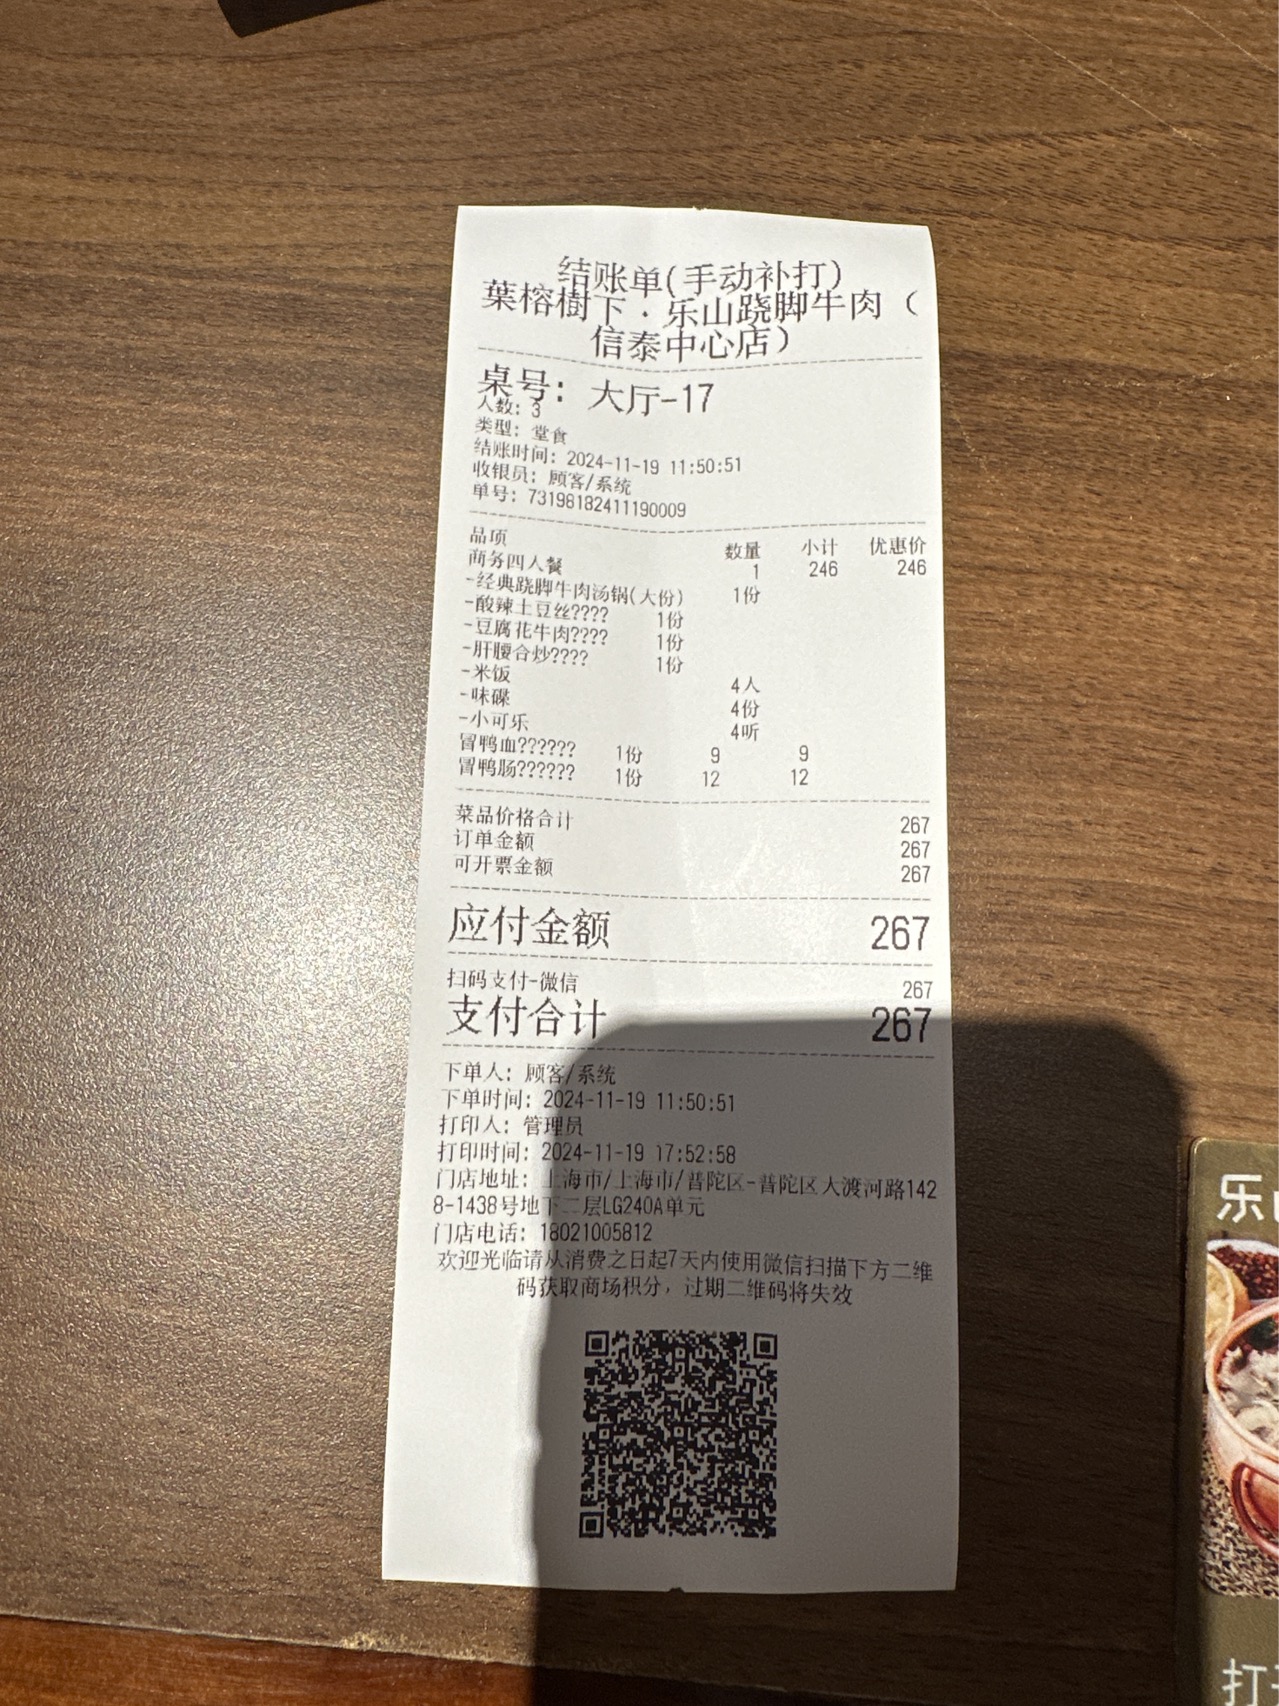 结账单(手动补打)
葉榕樹下·乐山跷脚牛肉（
信泰中心店）
桌号: 大厅-17
人数: 3
类型: 堂食
结账时间: 2024-11-19 11:50:51
收银员: 顾客/系统
单号: 73198182411190009
品项 数量 小计 优惠价
商务四人餐 1 246 246
-经典跷脚牛肉汤锅(大份) 1份
-酸辣土豆丝???? 1份
-豆腐花牛肉???? 1份
-肝腰合炒???? 1份
-米饭 4人
-味碟 4份
-小可乐 4听
冒鸭血?????? 1份 9 9
冒鸭肠?????? 1份 12 12
菜品价格合计 267
订单金额 267
可开票金额 267
应付金额 267
扫码支付-微信 267
支付合计 267
下单人: 顾客/系统
下单时间: 2024-11-19 11:50:51
打印人: 管理员
打印时间: 2024-11-19 17:52:58
门店地址: 上海市/上海市/普陀区-普陀区大渡河路142
8-1438号地下二层LG240A单元
门店电话: 18021005812
欢迎光临请从消费之日起7天内使用微信扫描下方二维
码获取商场积分，过期二维码将失效
乐
打